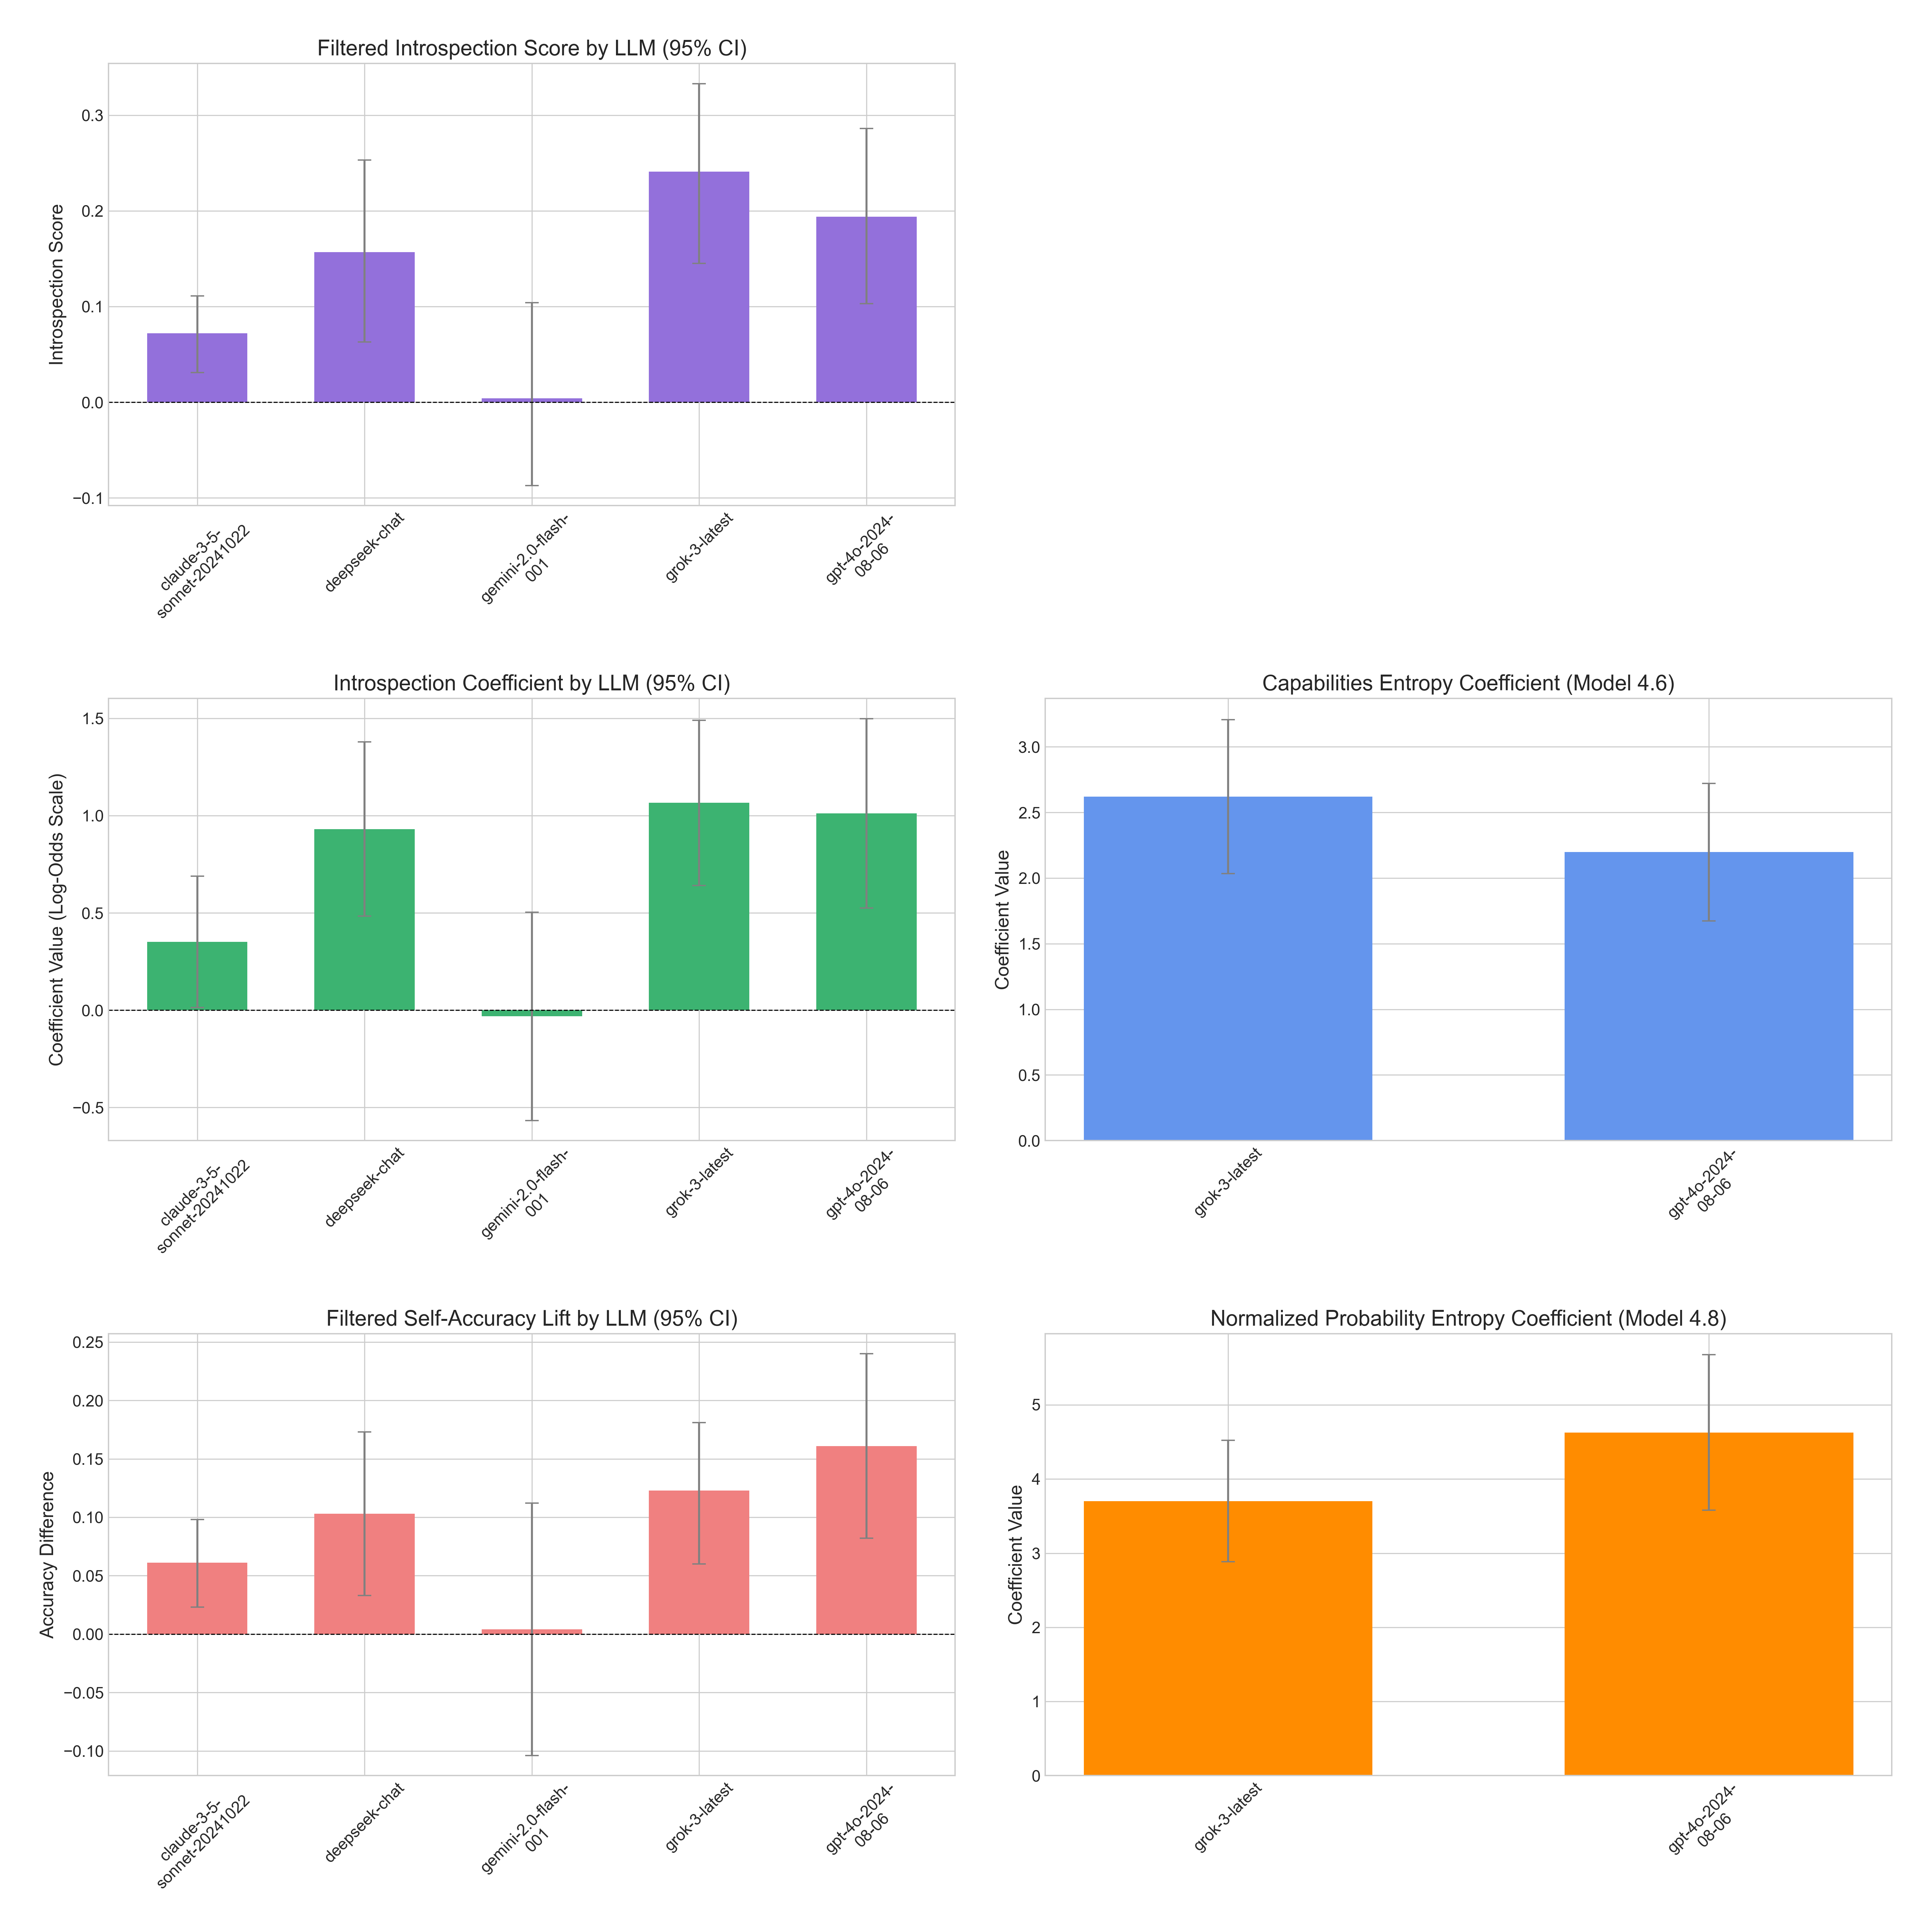 Filtered Introspection Score by LLM (95% CI)
Introspection Score
0.3
0.2
0.1
0.0
−0.1
claude-3-5-
sonnet-20241022
deepseek-chat
gemini-2.0-flash-
001
grok-3-latest
gpt-4o-2024-
08-06
Introspection Coefficient by LLM (95% CI)
Coefficient Value (Log-Odds Scale)
1.5
1.0
0.5
0.0
−0.5
claude-3-5-
sonnet-20241022
deepseek-chat
gemini-2.0-flash-
001
grok-3-latest
gpt-4o-2024-
08-06
Capabilities Entropy Coefficient (Model 4.6)
Coefficient Value
3.0
2.5
2.0
1.5
1.0
0.5
0.0
grok-3-latest
gpt-4o-2024-
08-06
Filtered Self-Accuracy Lift by LLM (95% CI)
Accuracy Difference
0.25
0.20
0.15
0.10
0.05
0.00
−0.05
−0.10
claude-3-5-
sonnet-20241022
deepseek-chat
gemini-2.0-flash-
001
grok-3-latest
gpt-4o-2024-
08-06
Normalized Probability Entropy Coefficient (Model 4.8)
Coefficient Value
5
4
3
2
1
0
grok-3-latest
gpt-4o-2024-
08-06